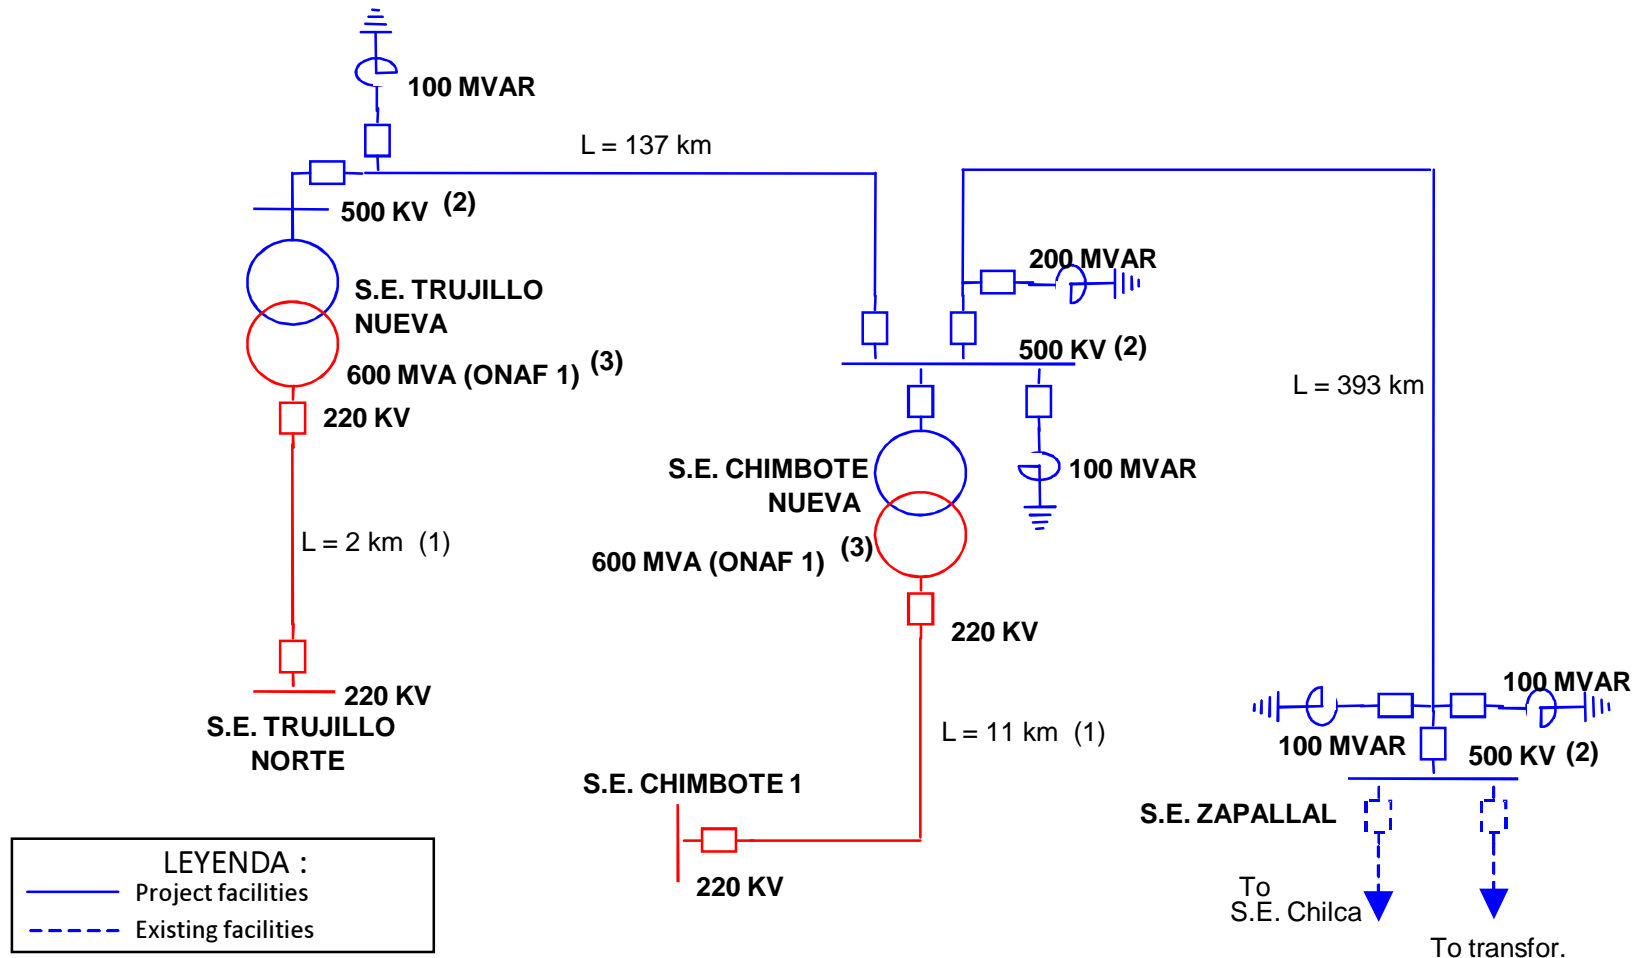 100 MVAR
L = 137 km
500 KV (2)
S.E. TRUJILLO
NUEVA
600 MVA (ONAF 1) (3)
220 KV
L = 2 km (1)
220 KV
S.E. TRUJILLO
NORTE
200 MVAR
500 KV (2)
L = 393 km
S.E. CHIMBOTE
NUEVA
100 MVAR
600 MVA (ONAF 1) (3)
220 KV
L = 11 km (1)
S.E. CHIMBOTE 1
220 KV
100 MVAR
100 MVAR
500 KV (2)
S.E. ZAPALLAL
To
S.E. Chilca
To transfor.
LEYENDA :
Project facilities
Existing facilities